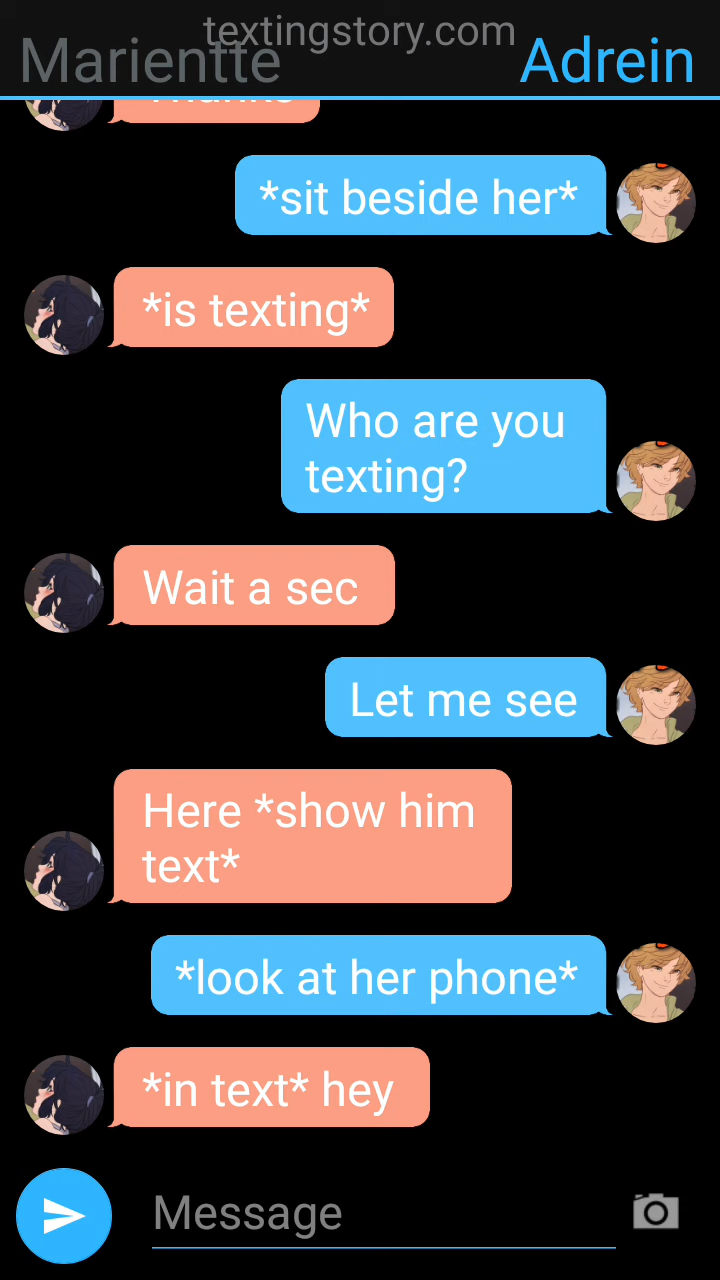 textingstory.com
Marientte
Adrein
*sit beside her*
*is texting*
Who are you
texting?
Wait a sec
Let me see
Here *show him
text*
*look at her phone*
*in text* hey
Message